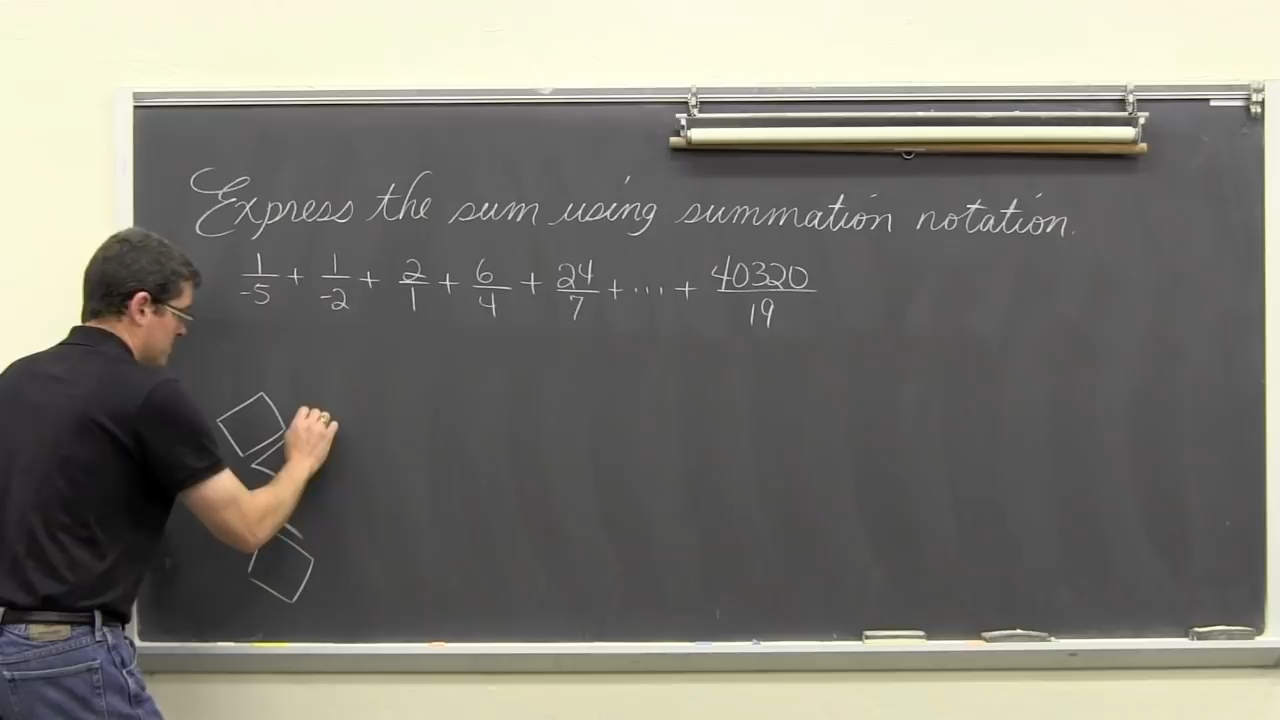 Express the sum using summation notation.
1/-5 + 1/-2 + 2/1 + 6/4 + 24/7 + ... + 40320/19